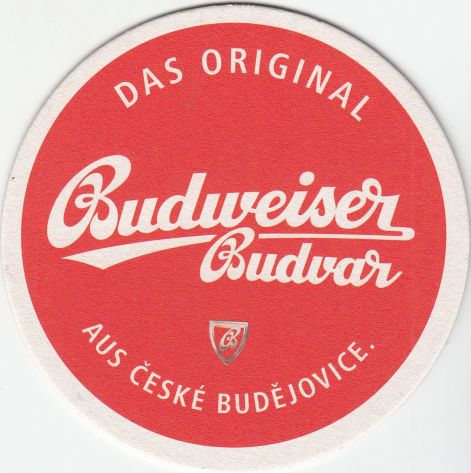 DAS ORIGINAL
Budweiser
Budvar
B
AUS ČESKÉ BUDĚJOVICE.